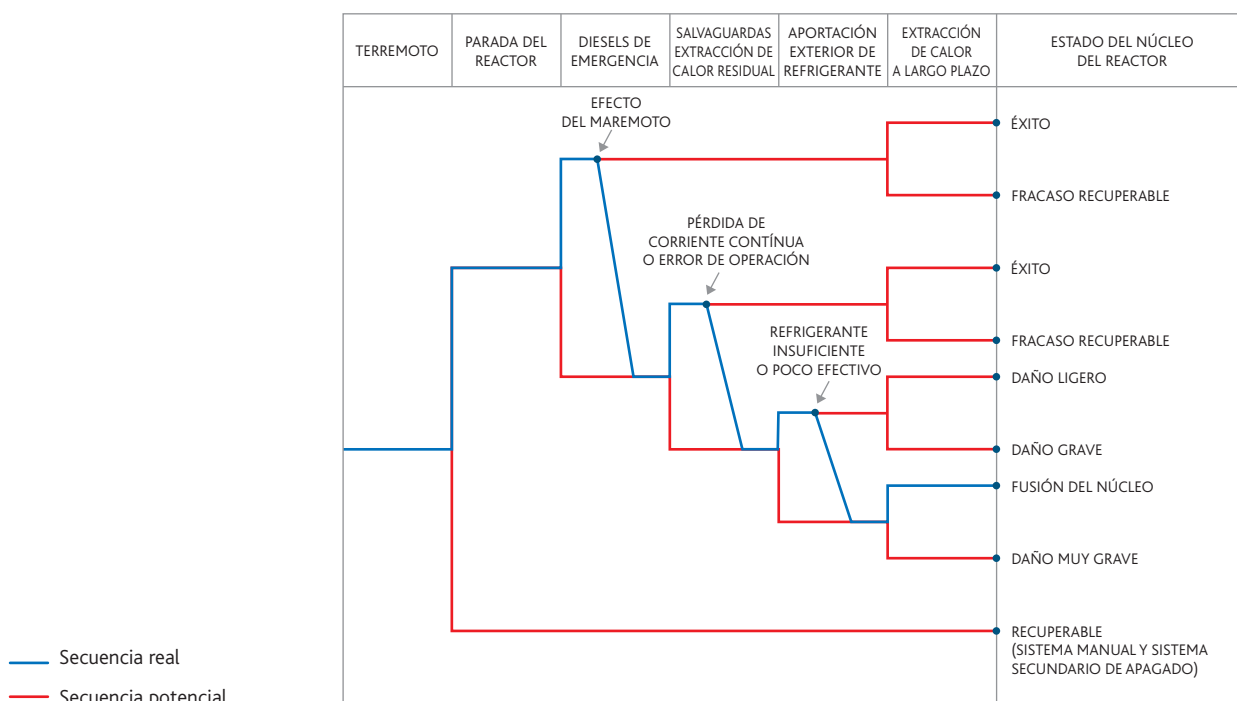 TERREMOTO
PARADA DEL
REACTOR
DIESELS DE
EMERGENCIA
SALVAGUARDAS
EXTRACCIÓN DE
CALOR RESIDUAL
APORTACIÓN
EXTERIOR DE
REFRIGERANTE
EXTRACCIÓN
DE CALOR
A LARGO PLAZO
ESTADO DEL NÚCLEO
DEL REACTOR
EFECTO
DEL MAREMOTO
ÉXITO
FRACASO RECUPERABLE
PÉRDIDA DE
CORRIENTE CONTÍNUA
O ERROR DE OPERACIÓN
ÉXITO
FRACASO RECUPERABLE
REFRIGERANTE
INSUFICIENTE
O POCO EFECTIVO
DAÑO LIGERO
DAÑO GRAVE
FUSIÓN DEL NÚCLEO
DAÑO MUY GRAVE
RECUPERABLE
(SISTEMA MANUAL Y SISTEMA
SECUNDARIO DE APAGADO)
Secuencia real
Secuencia potencial